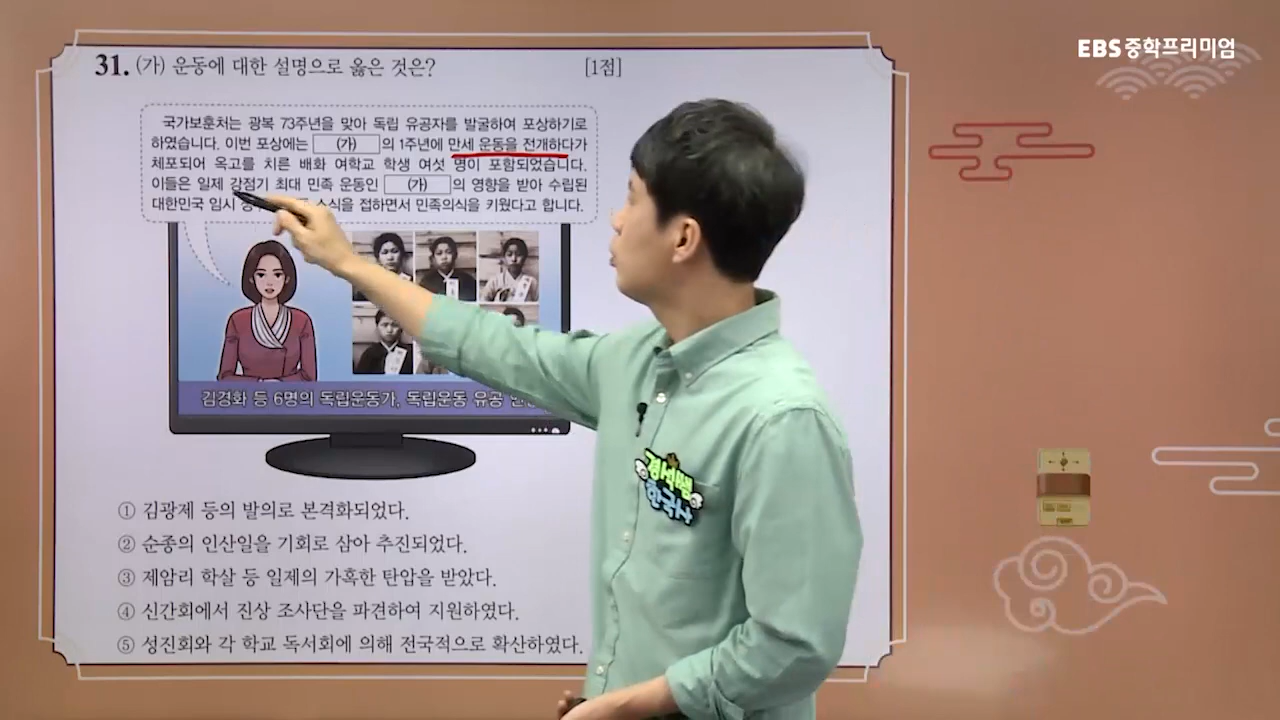 EBS 중학프리미엄
31. (가) 운동에 대한 설명으로 옳은 것은? [1점]
국가보훈처는 광복 73주년을 맞아 독립 유공자를 발굴하여 포상하기로
하였습니다. 이번 포상에는 (가) 의 1주년에 만세 운동을 전개하다가
체포되어 옥고를 치른 배화 여학교 학생 여섯 명이 포함되었습니다.
이들은 일제 강점기 최대 민족 운동인 (가) 의 영향을 받아 수립된
대한민국 임시 소식을 접하면서 민족의식을 키웠다고 합니다.
김경화 등 6명의 독립운동가, 독립운동 유공
① 김광제 등의 발의로 본격화되었다.
② 순종의 인산일을 기회로 삼아 추진되었다.
③ 제암리 학살 등 일제의 가혹한 탄압을 받았다.
④ 신간회에서 진상 조사단을 파견하여 지원하였다.
⑤ 성진회와 각 학교 독서회에 의해 전국적으로 확산하였다.
한국사